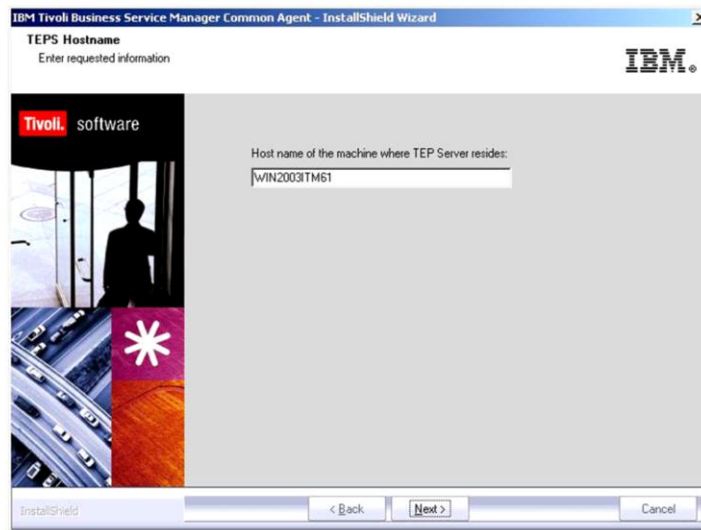 IBM Tivoli Business Service Manager Common Agent - InstallShield Wizard
TEPS Hostname
Enter requested information
IBM®
Tivoli. software
Host name of the machine where TEP Server resides:
WIN2003ITM61
InstallShield
< Back
Next >
Cancel